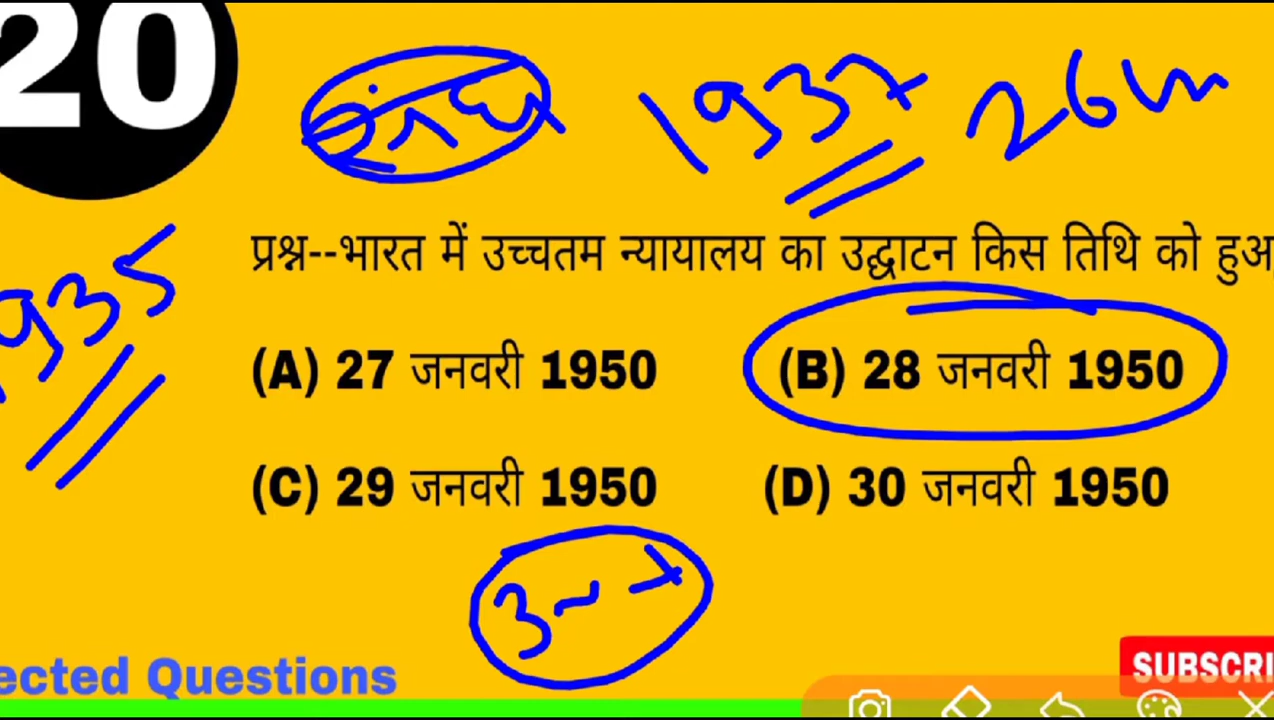 20
1937 26
प्रश्न--भारत में उच्चतम न्यायालय का उद्घाटन किस तिथि को हुआ
1935
(A) 27 जनवरी 1950 (B) 28 जनवरी 1950
(C) 29 जनवरी 1950 (D) 30 जनवरी 1950
ected Questions
SUBSCRI